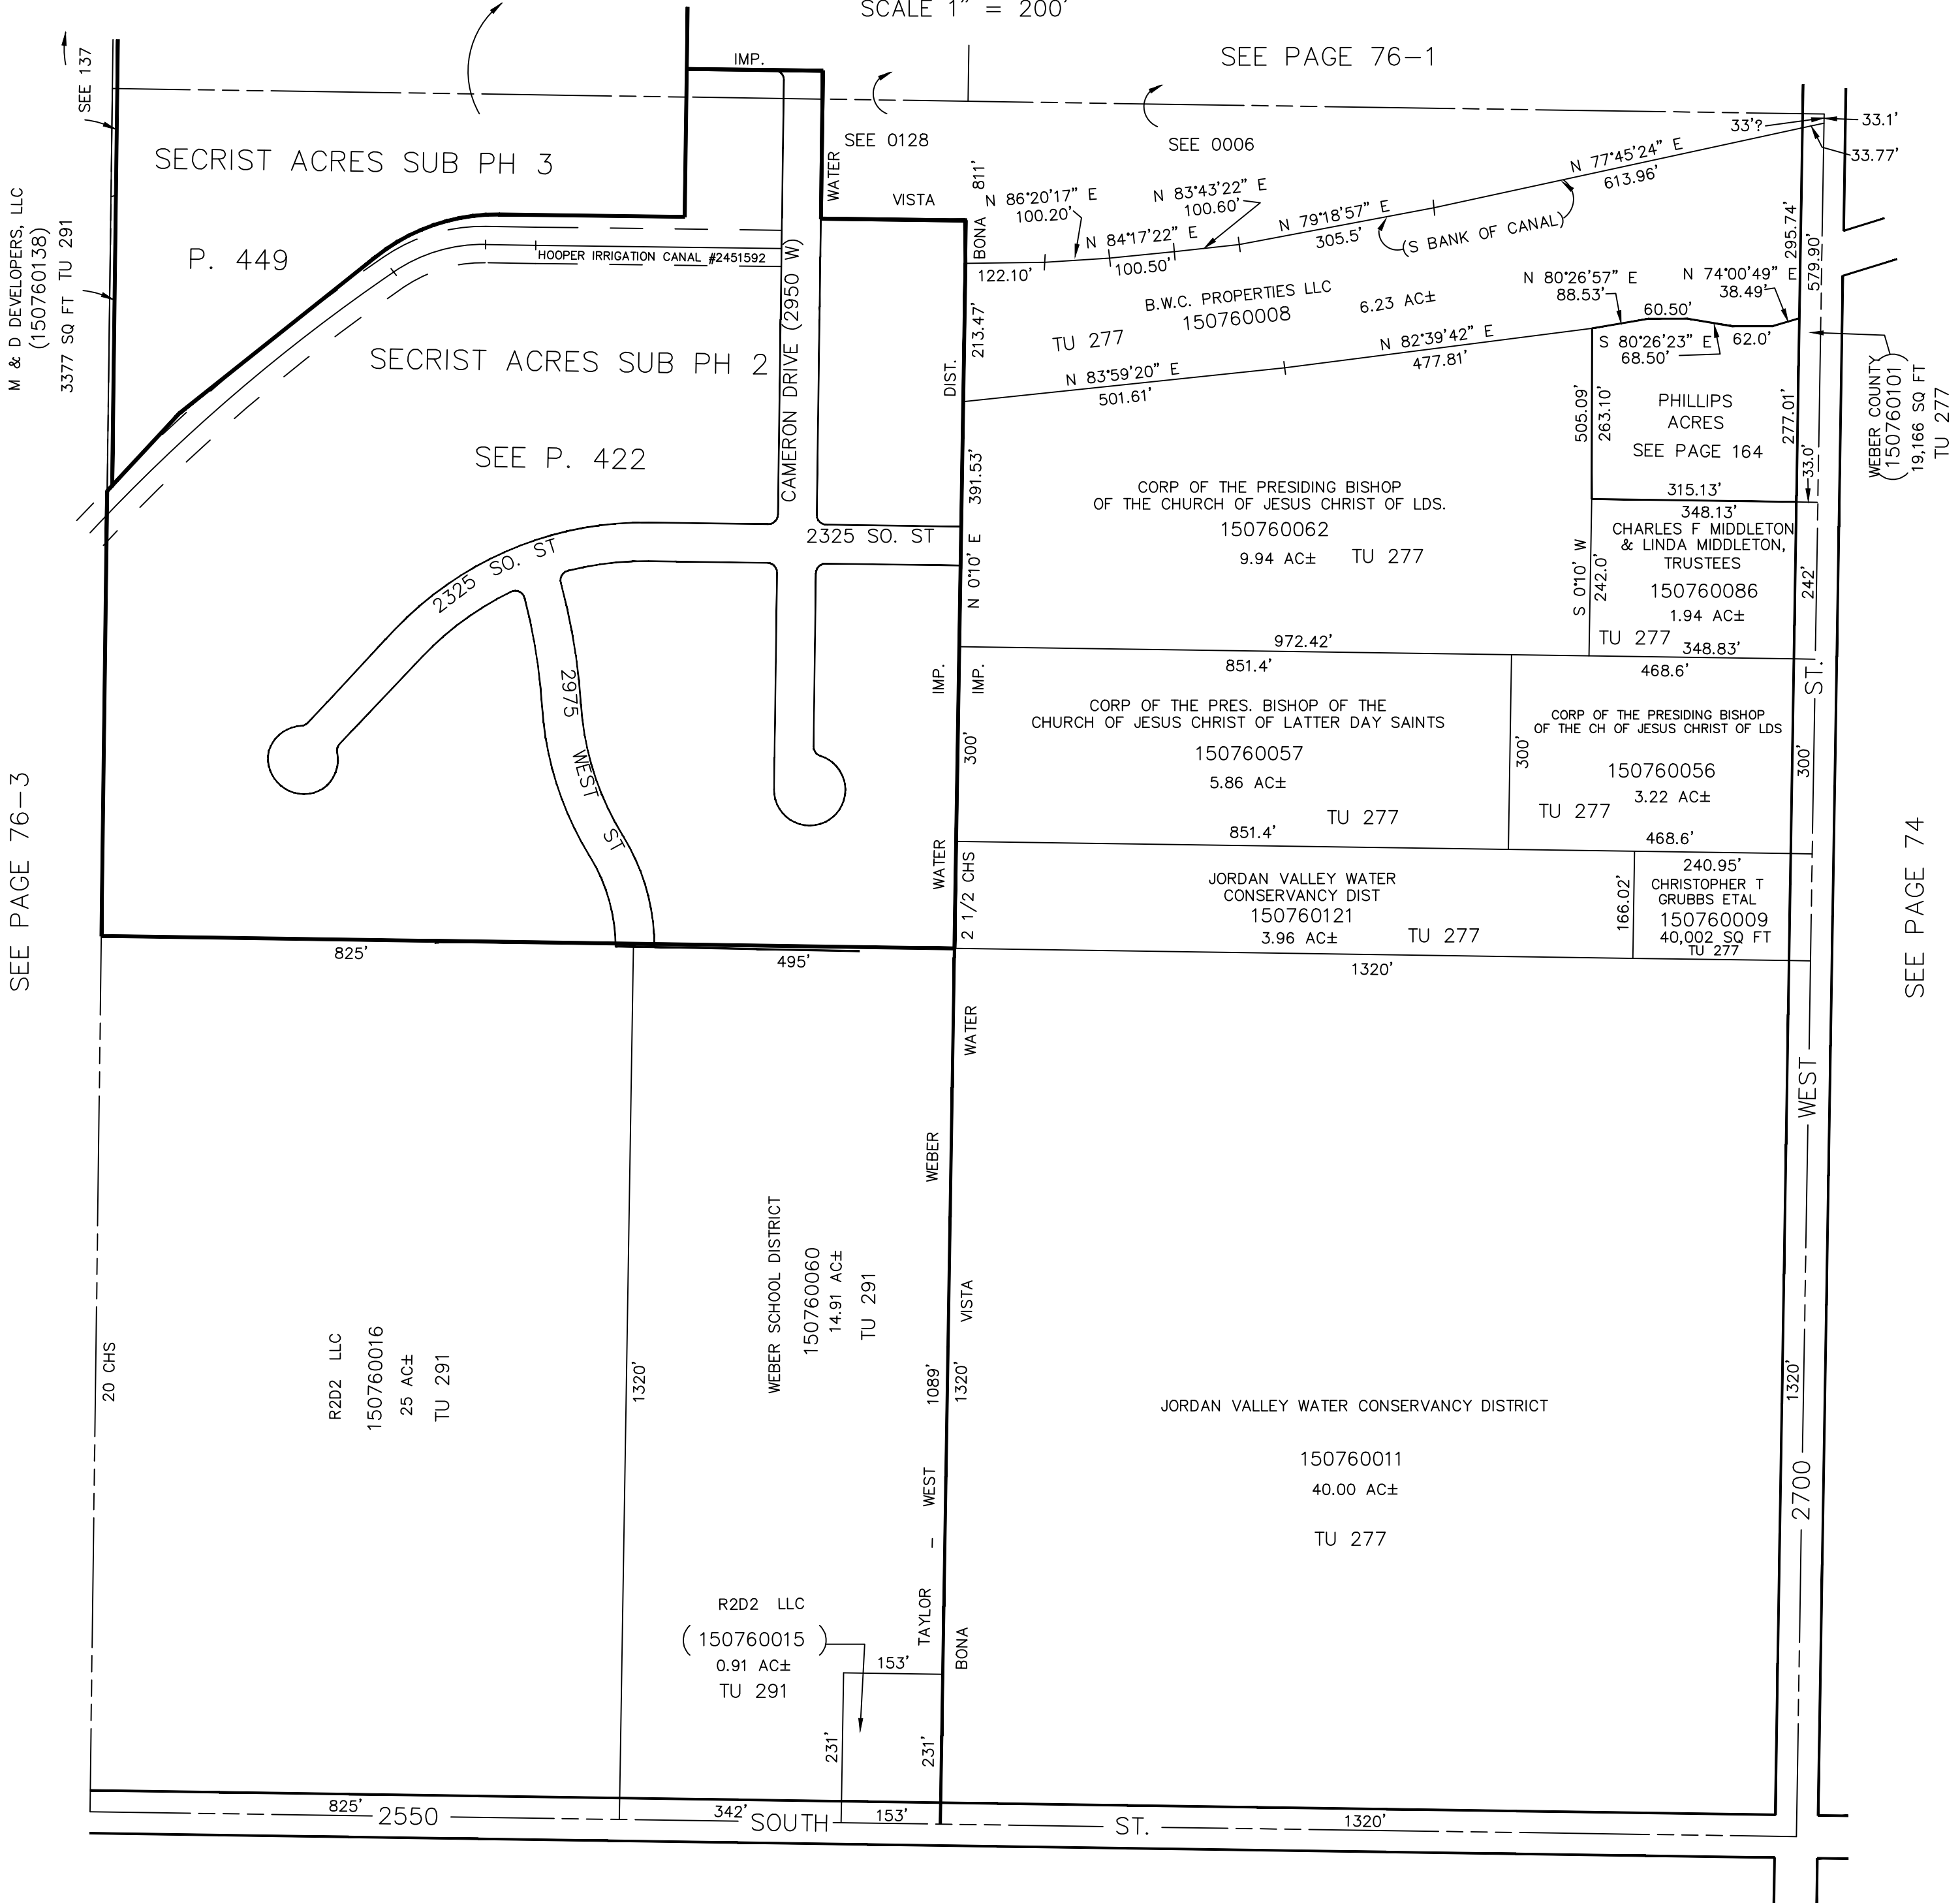 SCALE 1" = 200'
SEE PAGE 76-1
SEE 137
IMP.
SECRIST ACRES SUB PH 3
P. 449
M & D DEVELOPERS, LLC
(150760138)
3377 SQ FT TU 291
WATER
SEE 0128
VISTA
SEE 0006
BONA 811'
N 86°20'17" E
100.20'
N 83°43'22" E
100.60'
N 84°17'22" E
100.50'
122.10'
N 79°18'57" E
305.5'
N 77°45'24" E
613.96'
(S BANK OF CANAL)
33'?
33.1'
33.77'
295.74'
579.90'
HOOPER IRRIGATION CANAL #2451592
CAMERON DRIVE (2950 W)
SECRIST ACRES SUB PH 2
SEE P. 422
213.47'
DIST.
B.W.C. PROPERTIES LLC
150760008
6.23 AC±
TU 277
N 83°59'20" E
501.61'
N 82°39'42" E
477.81'
N 80°26'57" E
88.53'
60.50'
N 74°00'49" E
38.49'
S 80°26'23" E
68.50'
62.0'
WEBER COUNTY
(150760101)
19,166 SQ FT
TU 277
505.09'
263.10'
PHILLIPS
ACRES
SEE PAGE 164
277.01'
33.0'
315.13'
348.13'
391.53'
N 0°10' E
CORP OF THE PRESIDING BISHOP
OF THE CHURCH OF JESUS CHRIST OF LDS.
150760062
9.94 AC± TU 277
S 0°10' W
242.0'
CHARLES F MIDDLETON
& LINDA MIDDLETON,
TRUSTEES
150760086
1.94 AC±
TU 277
348.83'
242'
2325 SO. ST
2325 SO. ST
2975 WEST ST
972.42'
851.4'
468.6'
ST.
IMP.
IMP.
300'
CORP OF THE PRES. BISHOP OF THE
CHURCH OF JESUS CHRIST OF LATTER DAY SAINTS
150760057
5.86 AC±
TU 277
851.4'
300'
CORP OF THE PRESIDING BISHOP
OF THE CH OF JESUS CHRIST OF LDS
150760056
3.22 AC±
TU 277
468.6'
300'
SEE PAGE 76-3
SEE PAGE 74
WATER
2 1/2 CHS
JORDAN VALLEY WATER
CONSERVANCY DIST
150760121
3.96 AC± TU 277
166.02'
240.95'
CHRISTOPHER T
GRUBBS ETAL
150760009
40,002 SQ FT
TU 277
825'
495'
1320'
WATER
WEST
WEBER
VISTA
20 CHS
R2D2 LLC
150760016
25 AC±
TU 291
1320'
WEBER SCHOOL DISTRICT
150760060
14.91 AC±
TU 291
1089'
1320'
JORDAN VALLEY WATER CONSERVANCY DISTRICT
150760011
40.00 AC±
TU 277
1320'
2700
WEST
-
TAYLOR
BONA
R2D2 LLC
(150760015)
0.91 AC±
TU 291
153'
231'
231'
825'
2550
342'
SOUTH
153'
ST.
1320'